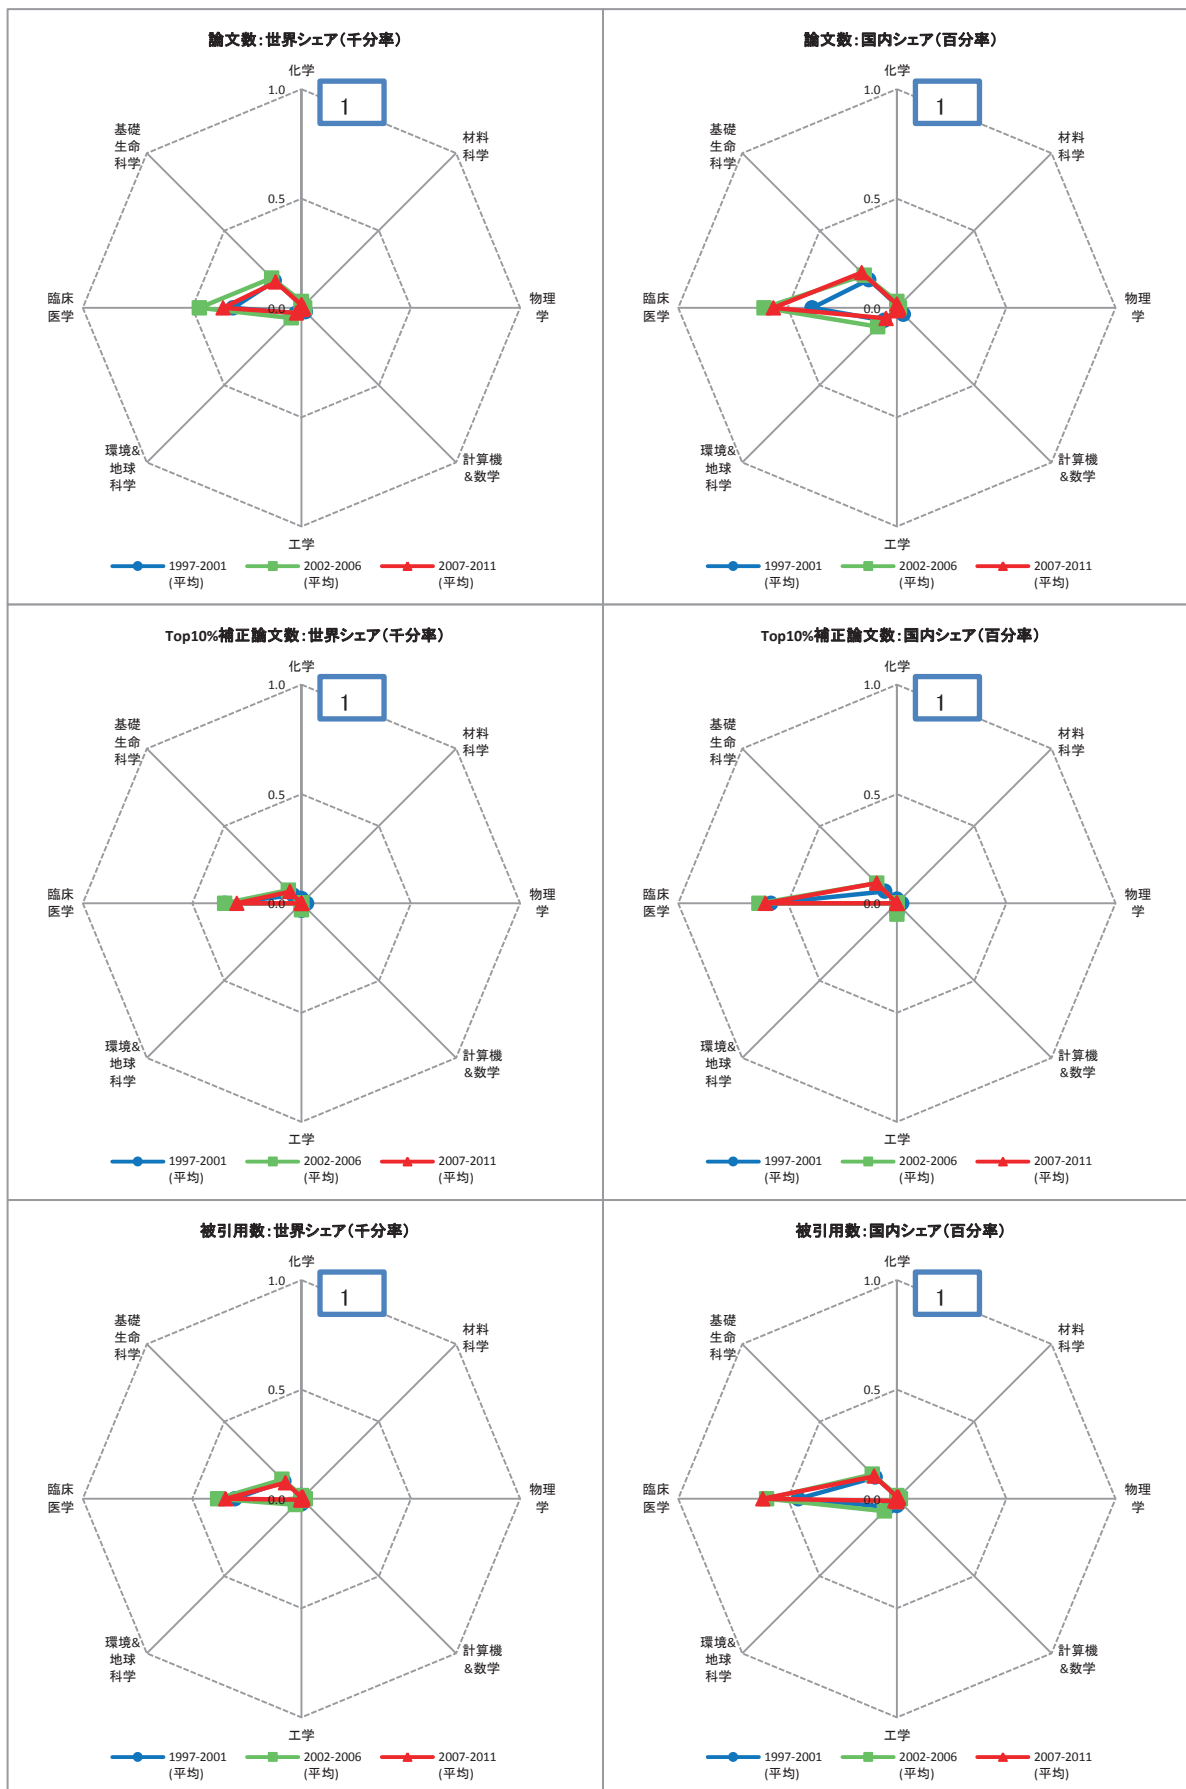 論文数:世界シェア(千分率)
化学
1.0
1
基礎
生命
科学
材料
科学
0.5
臨床
医学
0.0
物理
学
環境&
地球
科学
計算機
&数学
工学
1997-2001
(平均)
2002-2006
(平均)
2007-2011
(平均)
論文数:国内シェア(百分率)
化学
1.0
1
基礎
生命
科学
材料
科学
0.5
臨床
医学
0.0
物理
学
環境&
地球
科学
計算機
&数学
工学
1997-2001
(平均)
2002-2006
(平均)
2007-2011
(平均)
Top10%補正論文数:世界シェア(千分率)
化学
1.0
1
基礎
生命
科学
材料
科学
0.5
臨床
医学
0.0
物理
学
環境&
地球
科学
計算機
&数学
工学
1997-2001
(平均)
2002-2006
(平均)
2007-2011
(平均)
Top10%補正論文数:国内シェア(百分率)
化学
1.0
1
基礎
生命
科学
材料
科学
0.5
臨床
医学
0.0
物理
学
環境&
地球
科学
計算機
&数学
工学
1997-2001
(平均)
2002-2006
(平均)
2007-2011
(平均)
被引用数:世界シェア(千分率)
化学
1.0
1
基礎
生命
科学
材料
科学
0.5
臨床
医学
0.0
物理
学
環境&
地球
科学
計算機
&数学
工学
1997-2001
(平均)
2002-2006
(平均)
2007-2011
(平均)
被引用数:国内シェア(百分率)
化学
1.0
1
基礎
生命
科学
材料
科学
0.5
臨床
医学
0.0
物理
学
環境&
地球
科学
計算機
&数学
工学
1997-2001
(平均)
2002-2006
(平均)
2007-2011
(平均)